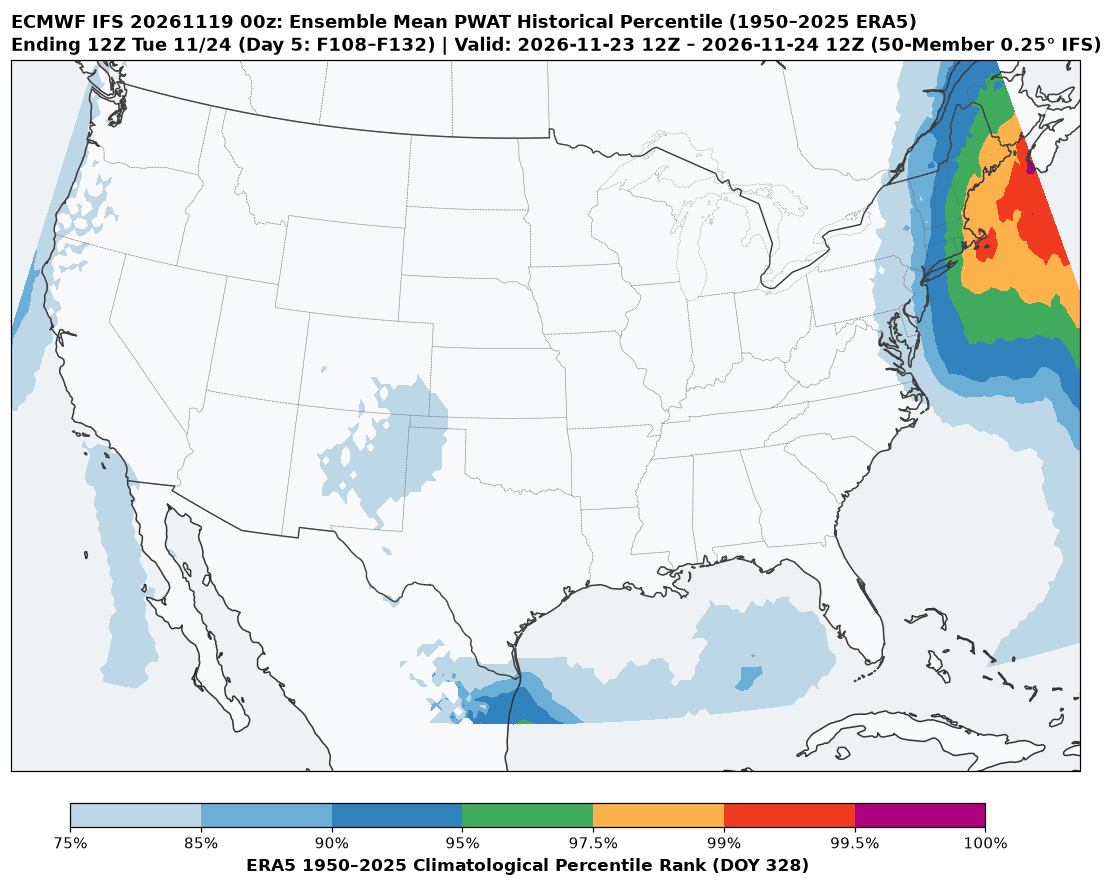 ECMWF IFS 20261119 00z: Ensemble Mean PWAT Historical Percentile (1950–2025 ERA5)
Ending 12Z Tue 11/24 (Day 5: F108–F132) | Valid: 2026-11-23 12Z – 2026-11-24 12Z (50-Member 0.25° IFS)
75% 85% 90% 95% 97.5% 99% 99.5% 100%
ERA5 1950–2025 Climatological Percentile Rank (DOY 328)